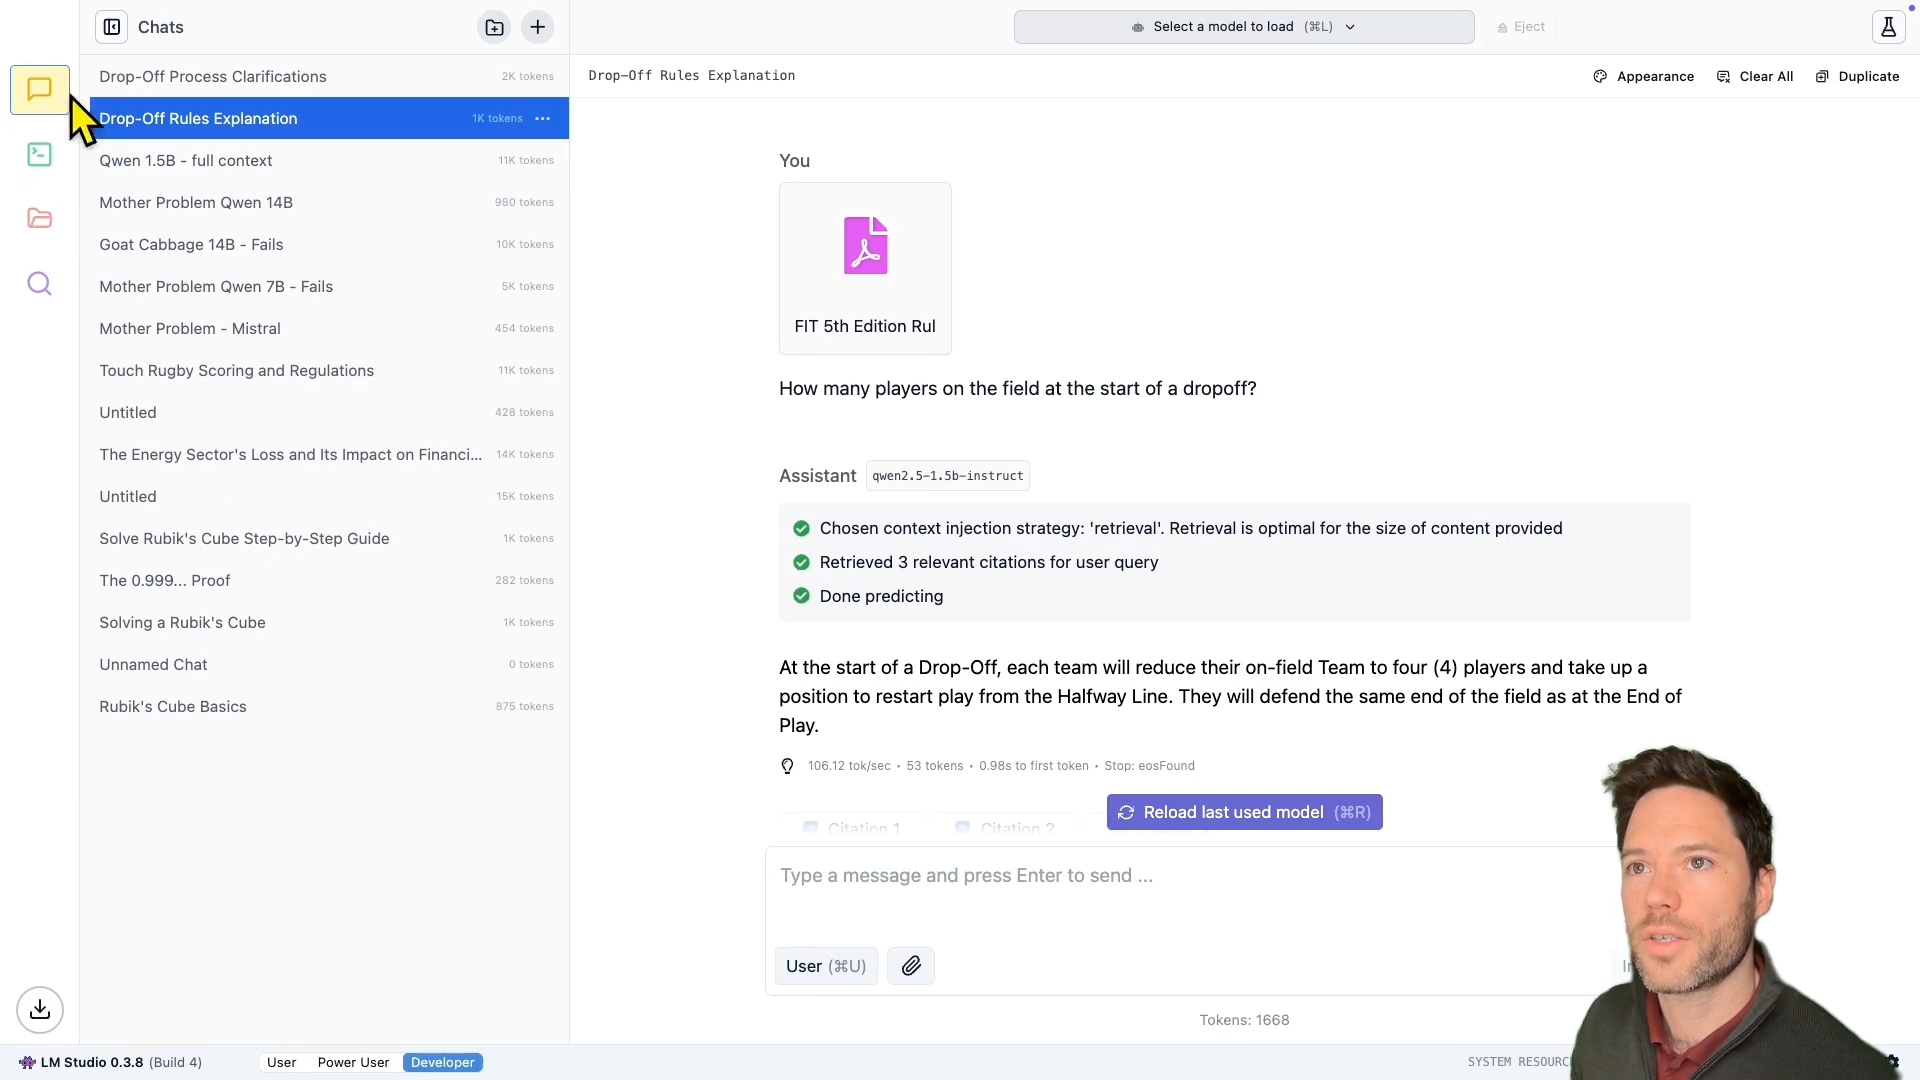 Chats
Select a model to load (⌘L)
Eject
Drop-Off Process Clarifications 2K tokens
Drop-Off Rules Explanation 1K tokens ...
Qwen 1.5B - full context 11K tokens
Mother Problem Qwen 14B 980 tokens
Goat Cabbage 14B - Fails 10K tokens
Mother Problem Qwen 7B - Fails 5K tokens
Mother Problem - Mistral 454 tokens
Touch Rugby Scoring and Regulations 11K tokens
Untitled 428 tokens
The Energy Sector's Loss and Its Impact on Financi... 14K tokens
Untitled 15K tokens
Solve Rubik's Cube Step-by-Step Guide 1K tokens
The 0.999... Proof 282 tokens
Solving a Rubik's Cube 1K tokens
Unnamed Chat 0 tokens
Rubik's Cube Basics 875 tokens
Drop-Off Rules Explanation
Appearance
Clear All
Duplicate
You
FIT 5th Edition Rul
How many players on the field at the start of a dropoff?
Assistant qwen2.5-1.5b-instruct
Chosen context injection strategy: 'retrieval'. Retrieval is optimal for the size of content provided
Retrieved 3 relevant citations for user query
Done predicting
At the start of a Drop-Off, each team will reduce their on-field Team to four (4) players and take up a
position to restart play from the Halfway Line. They will defend the same end of the field as at the End of
Play.
106.12 tok/sec • 53 tokens • 0.98s to first token • Stop: eosFound
Citation 1
Citation 2
Reload last used model (⌘R)
Type a message and press Enter to send ...
User (⌘U)
Tokens: 1668
LM Studio 0.3.8 (Build 4)
User
Power User
Developer
SYSTEM